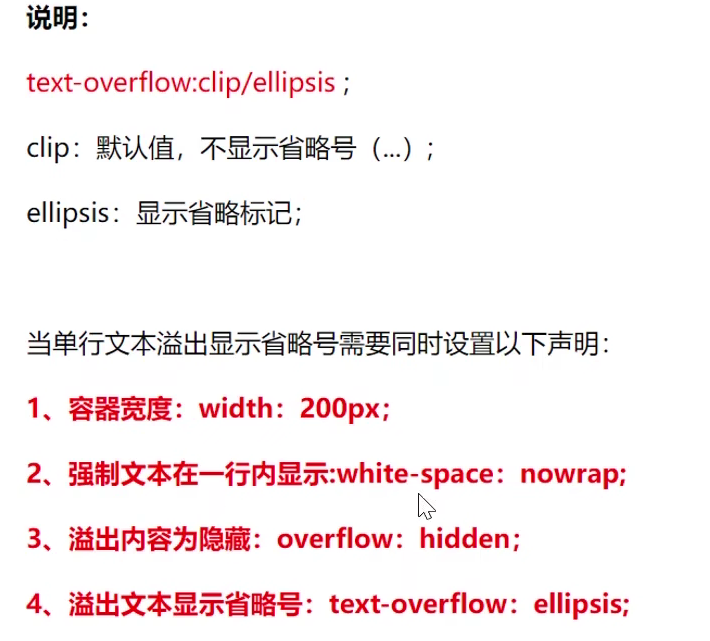 说明：
text-overflow:clip/ellipsis ;
clip：默认值，不显示省略号（...）;
ellipsis：显示省略标记；
当单行文本溢出显示省略号需要同时设置以下声明：
1、容器宽度：width：200px；
2、强制文本在一行内显示:white-space：nowrap;
3、溢出内容为隐藏：overflow：hidden；
4、溢出文本显示省略号：text-overflow：ellipsis;